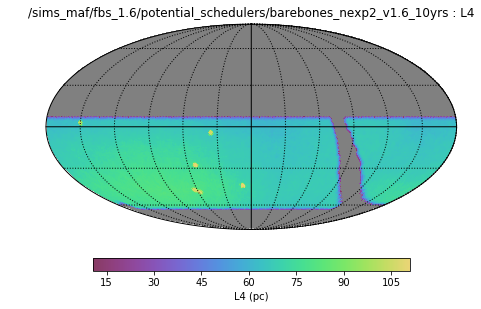 /sims_maf/fbs_1.6/potential_schedulers/barebones_nexp2_v1.6_10yrs : L4
15 30 45 60 75 90 105
L4 (pc)